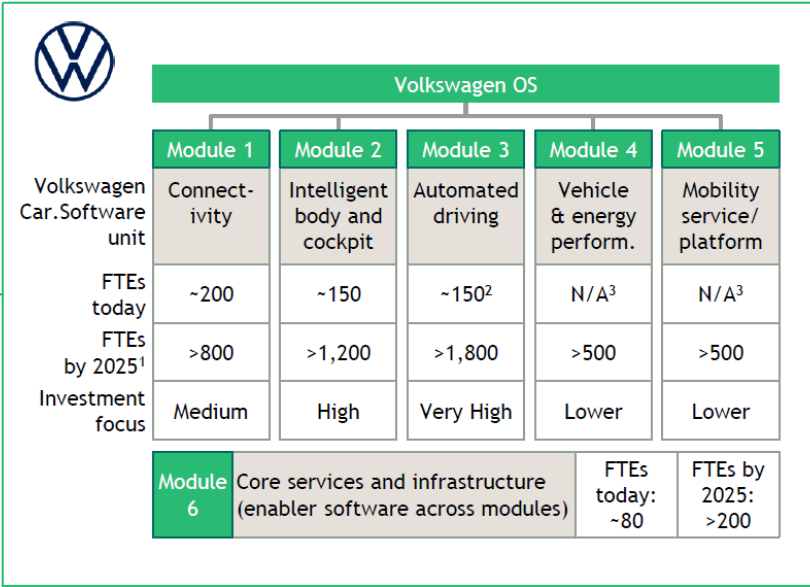 Volkswagen OS
Module 1
Module 2
Module 3
Module 4
Module 5
Volkswagen
Car.Software
unit
Connect-
ivity
Intelligent
body and
cockpit
Automated
driving
Vehicle
& energy
perform.
Mobility
service/
platform
FTEs
today
~200
~150
~150²
N/A³
N/A³
FTEs
by 2025¹
>800
>1,200
>1,800
>500
>500
Investment
focus
Medium
High
Very High
Lower
Lower
Module
6
Core services and infrastructure
(enabler software across modules)
FTEs
today:
~80
FTEs by
2025:
>200